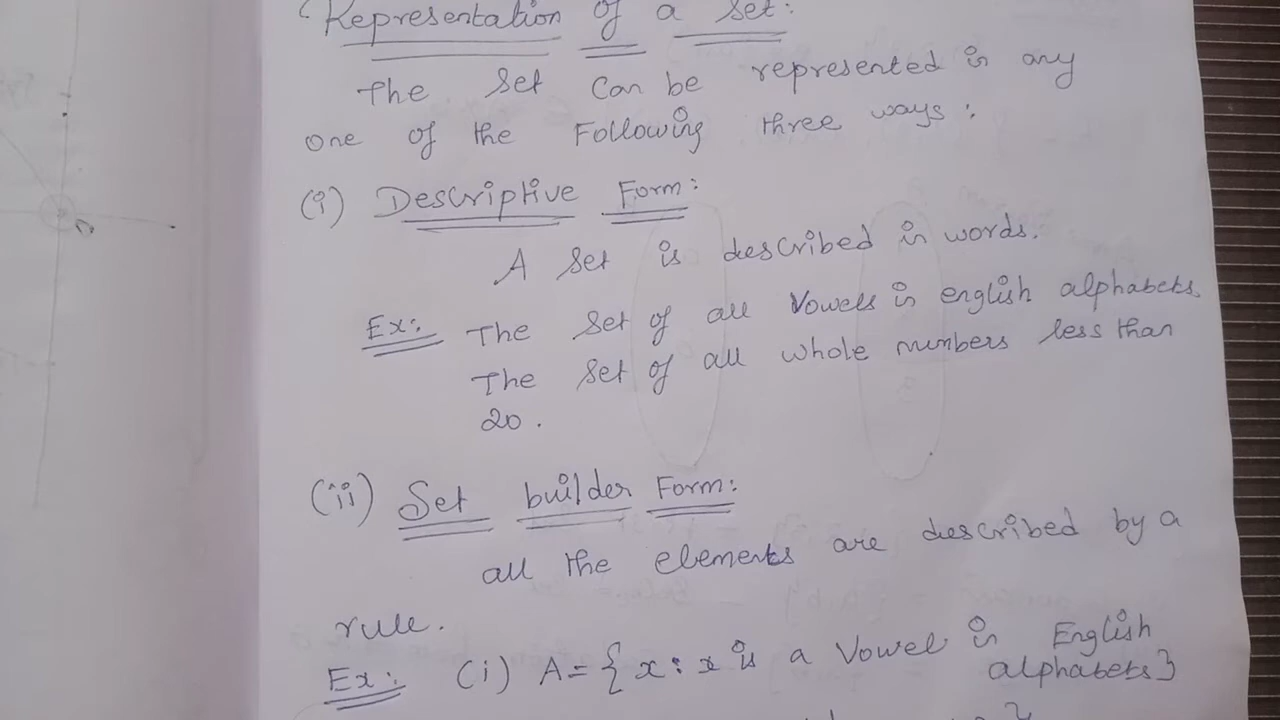 Representation of a set:
The set can be represented in any
one of the Following three ways:
(i) Descriptive Form:
A set is described in words.
Ex: The set of all Vowels in english alphabets.
The set of all whole numbers less than
20.
(ii) Set builder Form:
all the elements are described by a
rule.
Ex: (i) A = {x : x is a Vowel in English
alphabets}